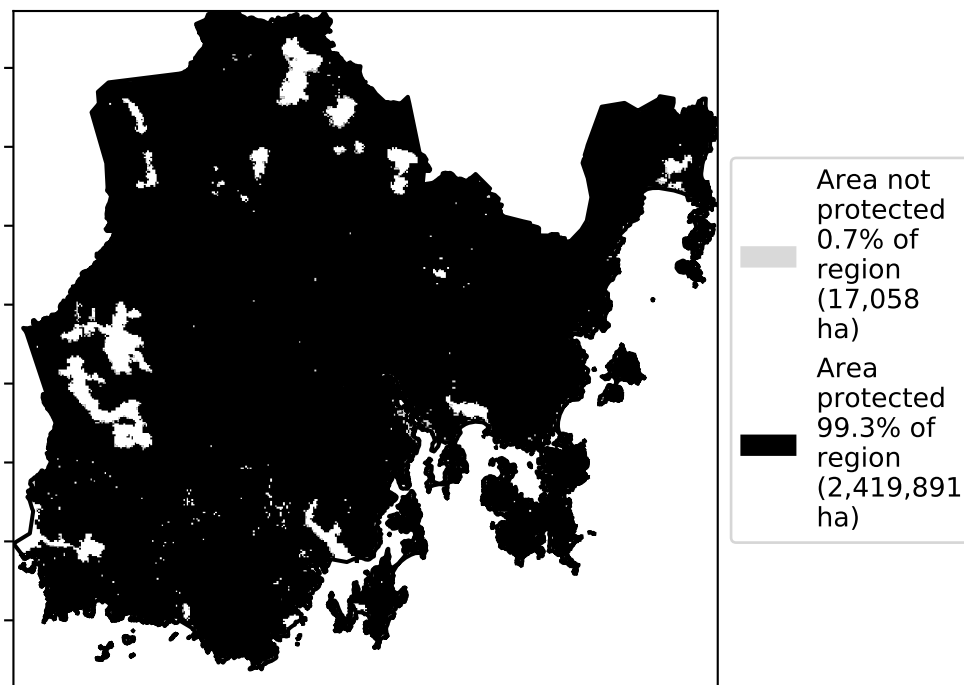 Area not
protected
0.7% of
region
(17,058
ha)
Area
protected
99.3% of
region
(2,419,891
ha)